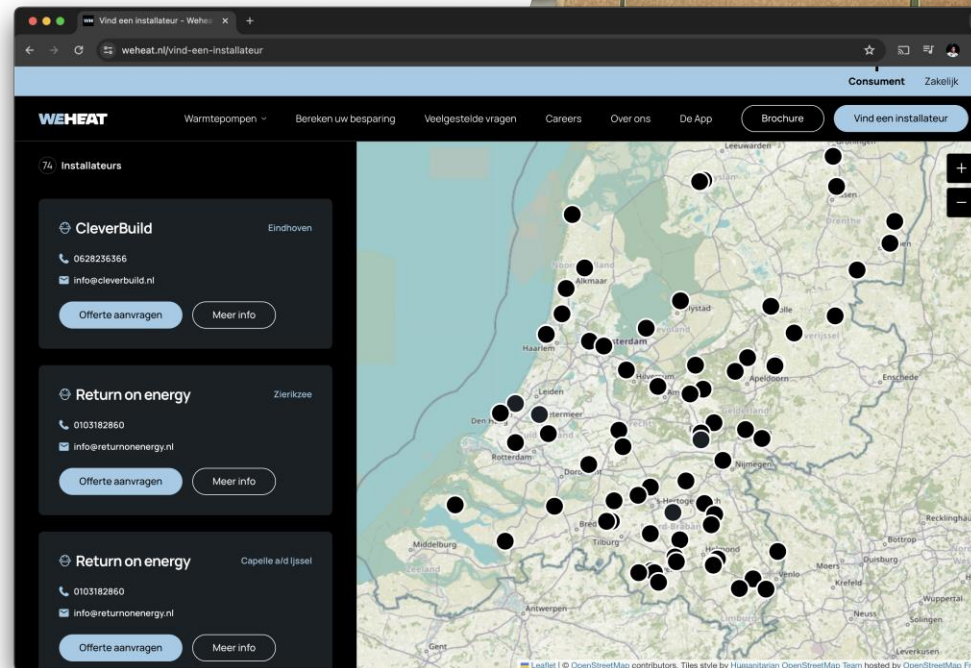 Vind een installateur – Wehe
weheat.nl/vind-een-installateur
Consument Zakelijk
WEHEAT Warmtepompen Bereken uw besparing Veelgestelde vragen Careers Over ons De App Brochure Vind een installateur
74 Installateurs
CleverBuild Eindhoven
0628236366
info@cleverbuild.nl
Offerte aanvragen Meer info
Return on energy Zierikzee
0103182860
info@returnonenergy.nl
Offerte aanvragen Meer info
Return on energy Capelle a/d Ijssel
0103182860
info@returnonenergy.nl
Offerte aanvragen Meer info
+
−
Leeuwarden
Drenthe
Alkmaar
Haarlem
Enschede
Apeldoorn
Leiden
Rotterdam
Nijmegen
Middelburg
Zeeland
Tilburg
Helmond
Venlo
Moers
Duisburg
Bottrop
Krefeld
Wuppertal
Neuss
Solingen
Leverkusen
Antwerpen
Gent
Limburg
Leaflet | © OpenStreetMap contributors, Tiles style by Humanitarian OpenStreetMap Team hosted by OpenStreetMap